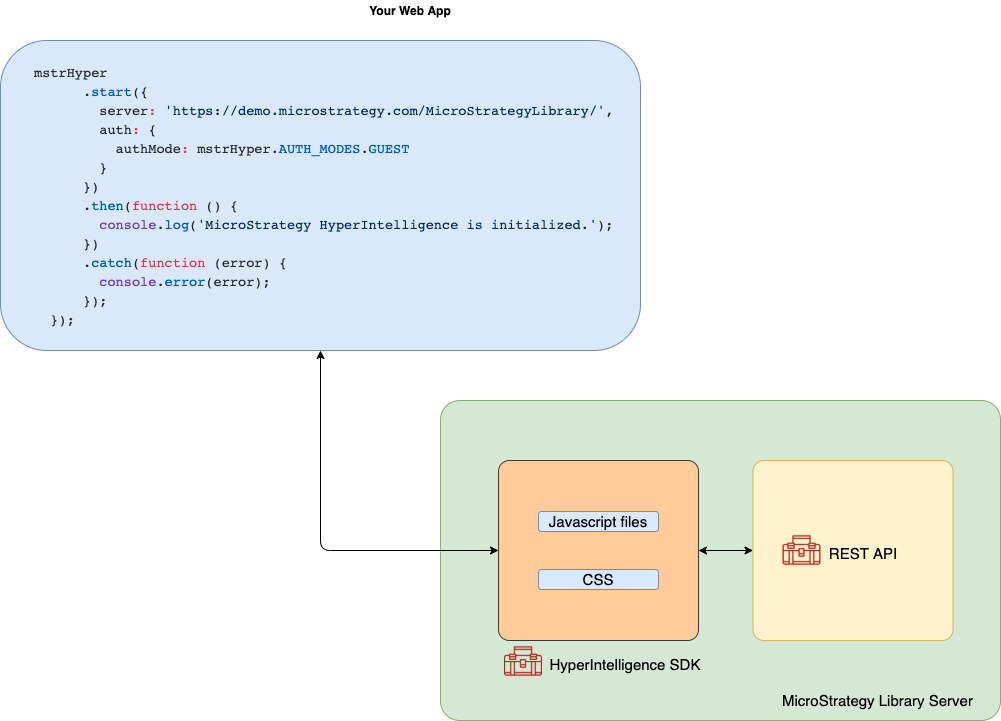 Your Web App
mstrHyper
.start({
server: 'https://demo.microstrategy.com/MicroStrategyLibrary/',
auth: {
authMode: mstrHyper.AUTH_MODES.GUEST
}
})
.then(function () {
console.log('MicroStrategy HyperIntelligence is initialized.');
})
.catch(function (error) {
console.error(error);
});
});
Javascript files
CSS
REST API
HyperIntelligence SDK
MicroStrategy Library Server